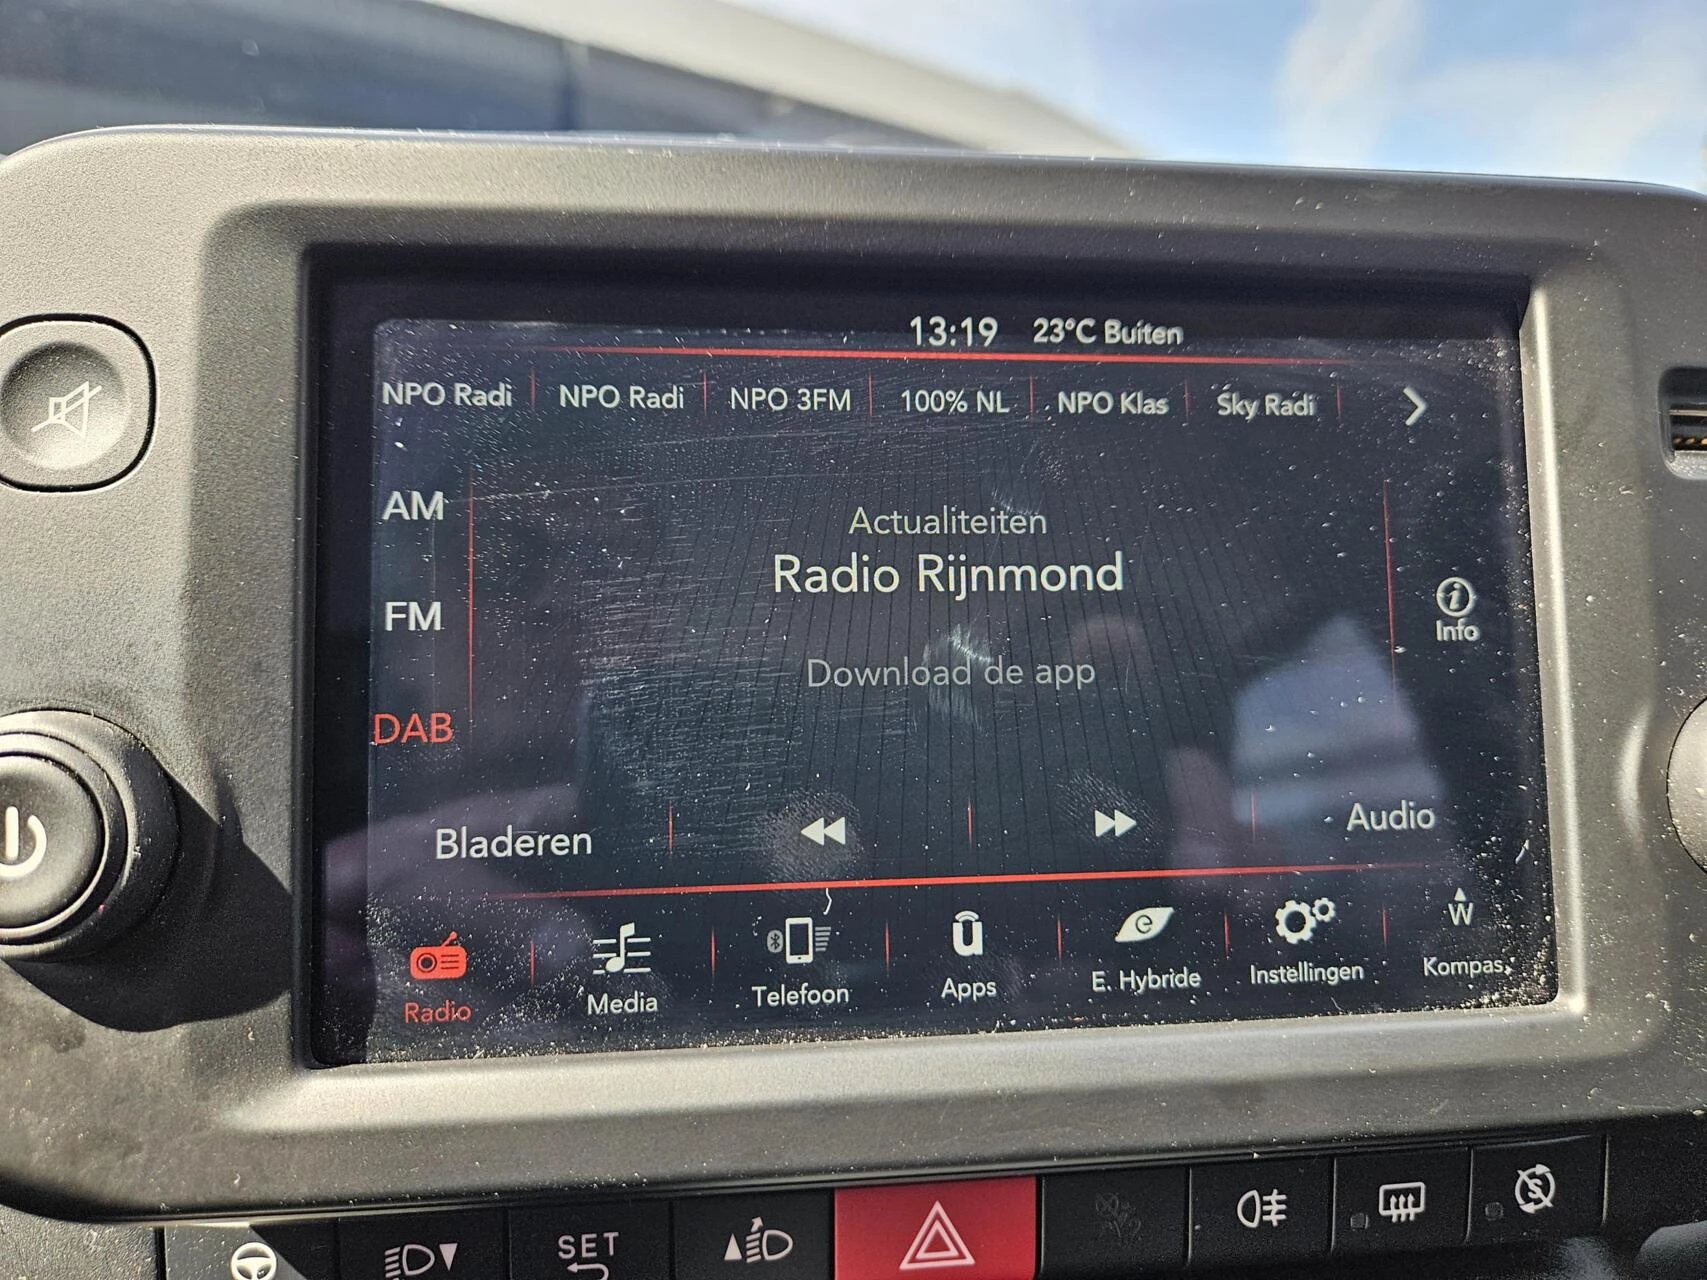 13:19 23°C Buiten
NPO Radi NPO Radi NPO 3FM 100% NL NPO Klas Sky Radi
AM
Actualiteiten
Radio Rijnmond
FM
Info
Download de app
DAB
Bladeren Audio
Radio Media Telefoon Apps E. Hybride Instellingen W Kompas
SET